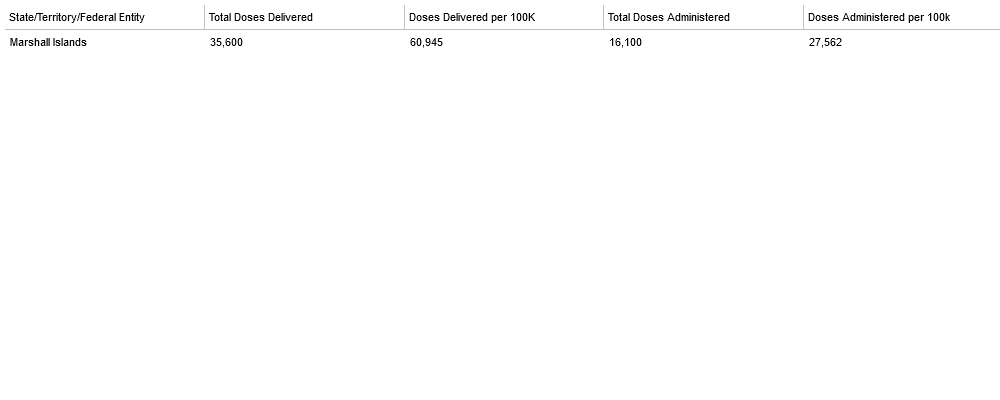 State/Territory/Federal Entity Total Doses Delivered Doses Delivered per 100K Total Doses Administered Doses Administered per 100k
Marshall Islands 35,600 60,945 16,100 27,562